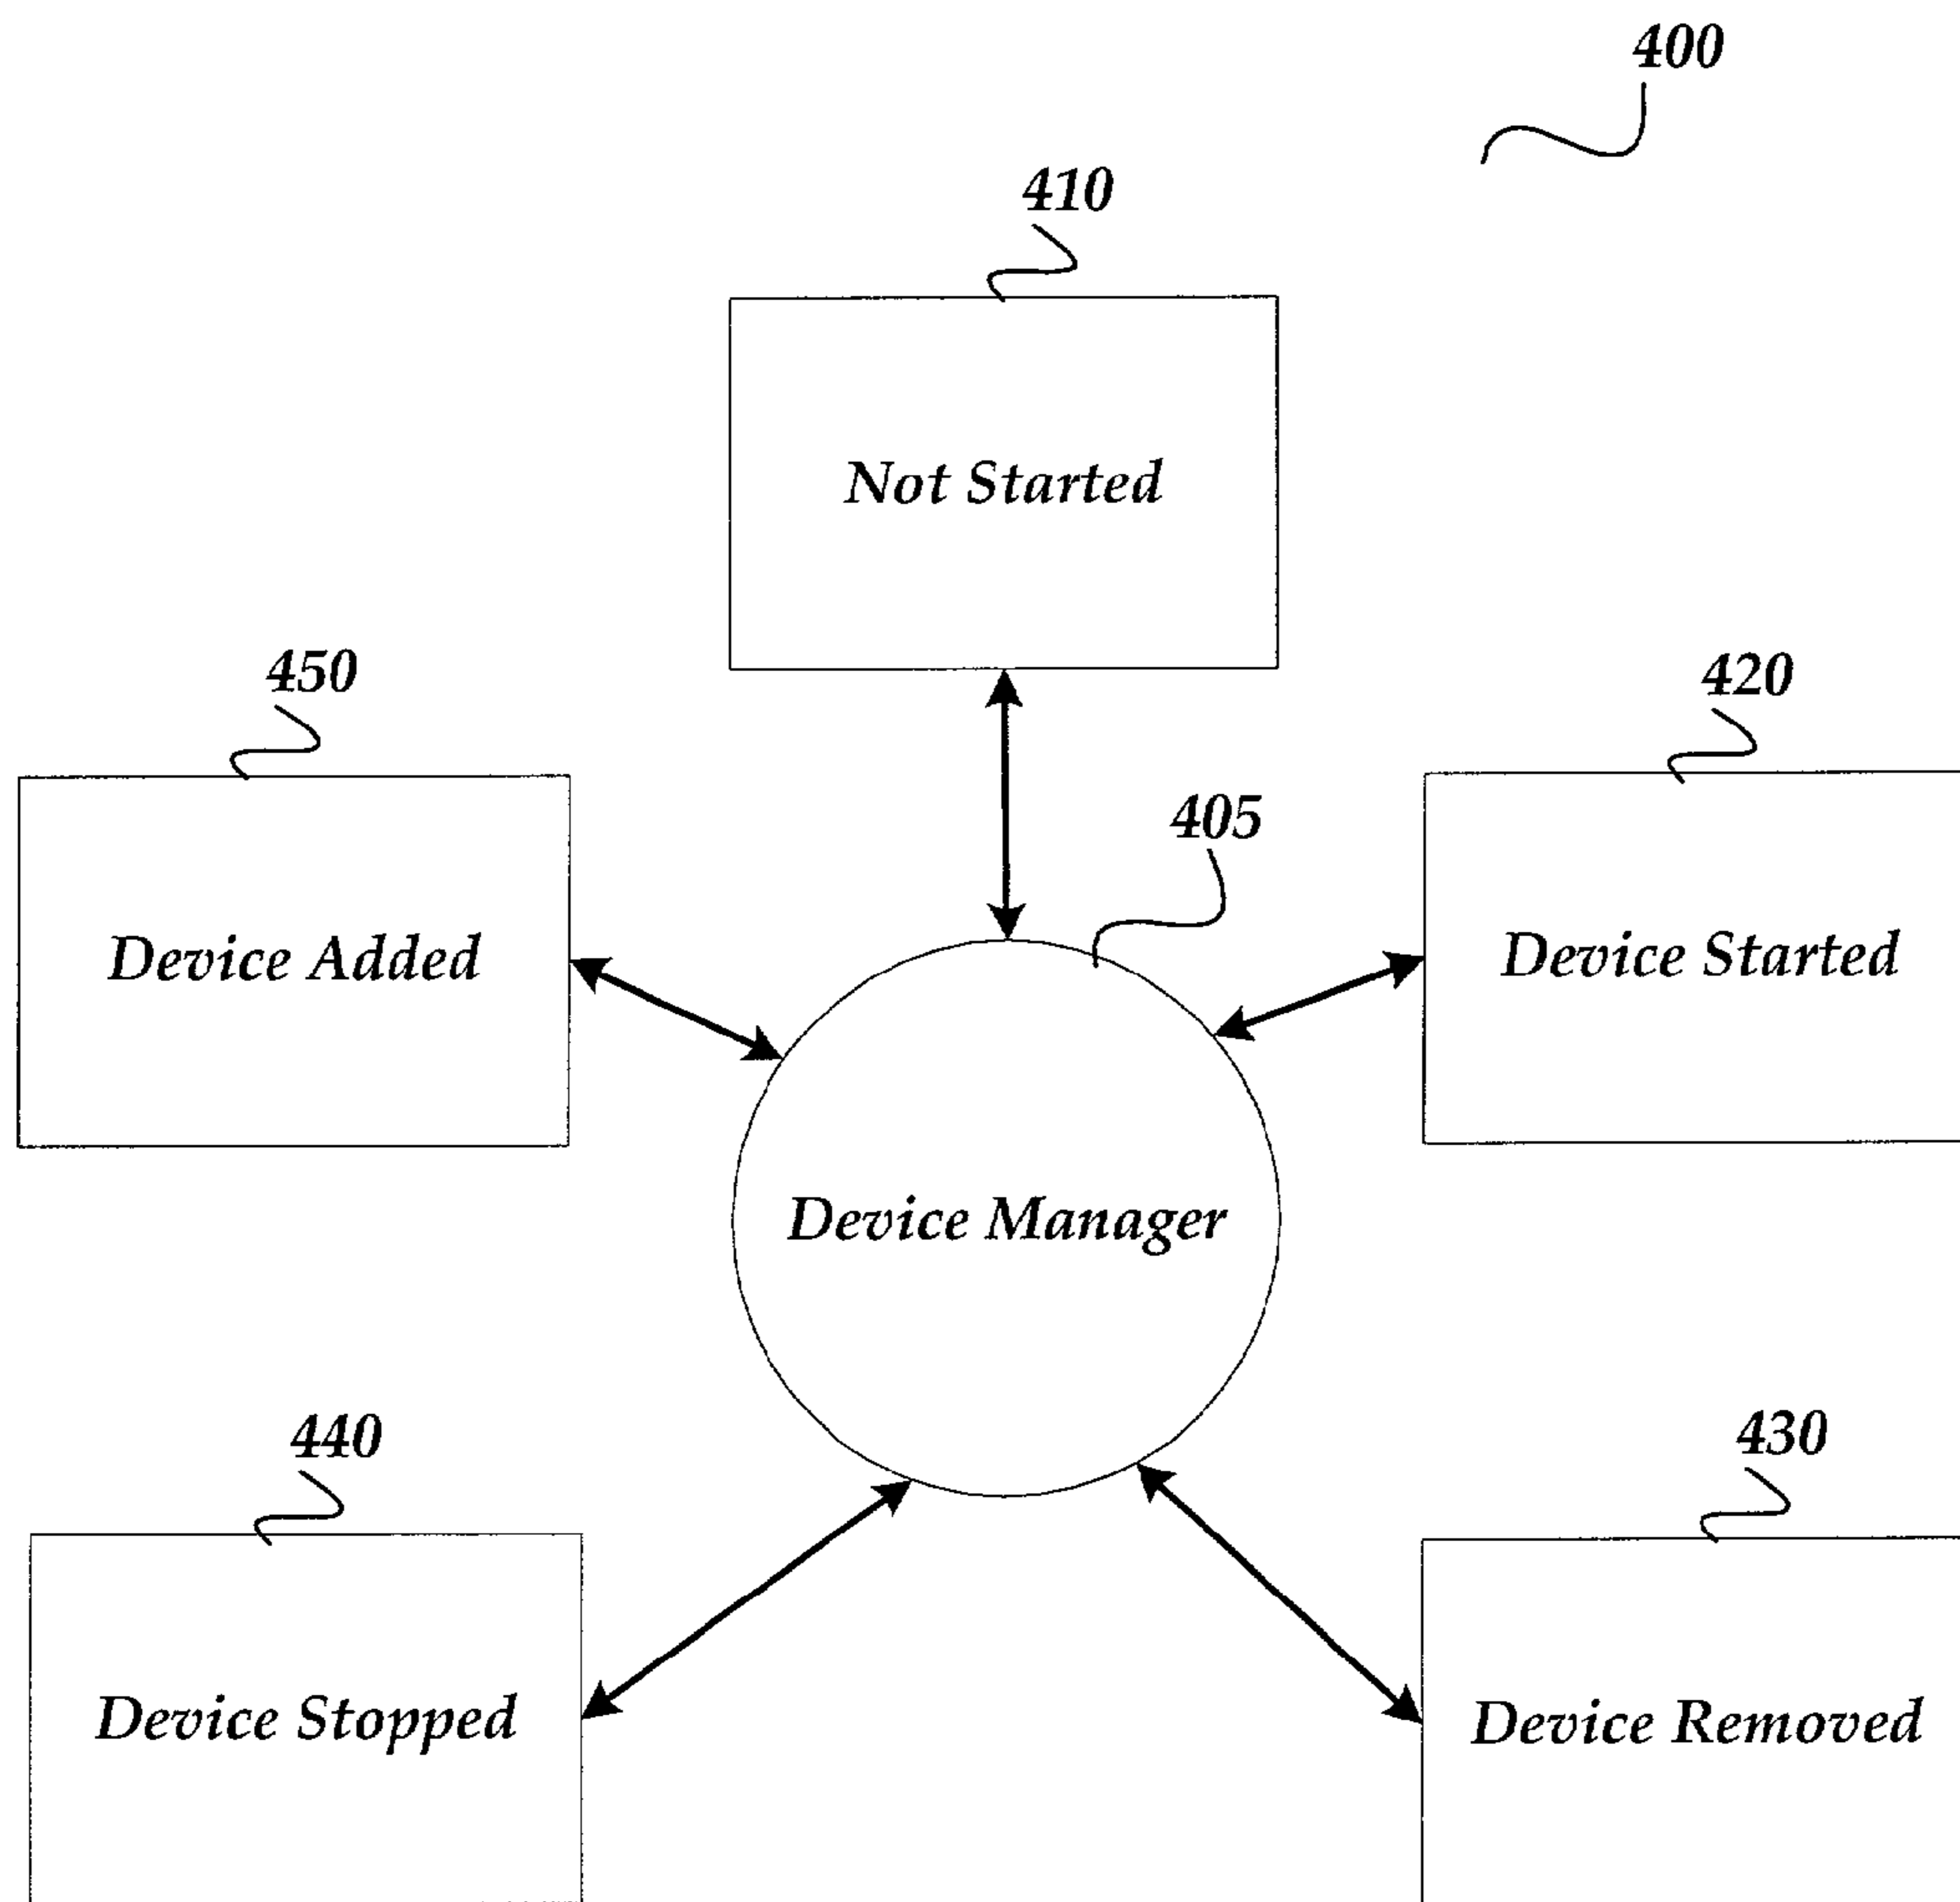 400
410
Not Started
450
420
405
Device Added
Device Started
Device Manager
440
430
Device Stopped
Device Removed